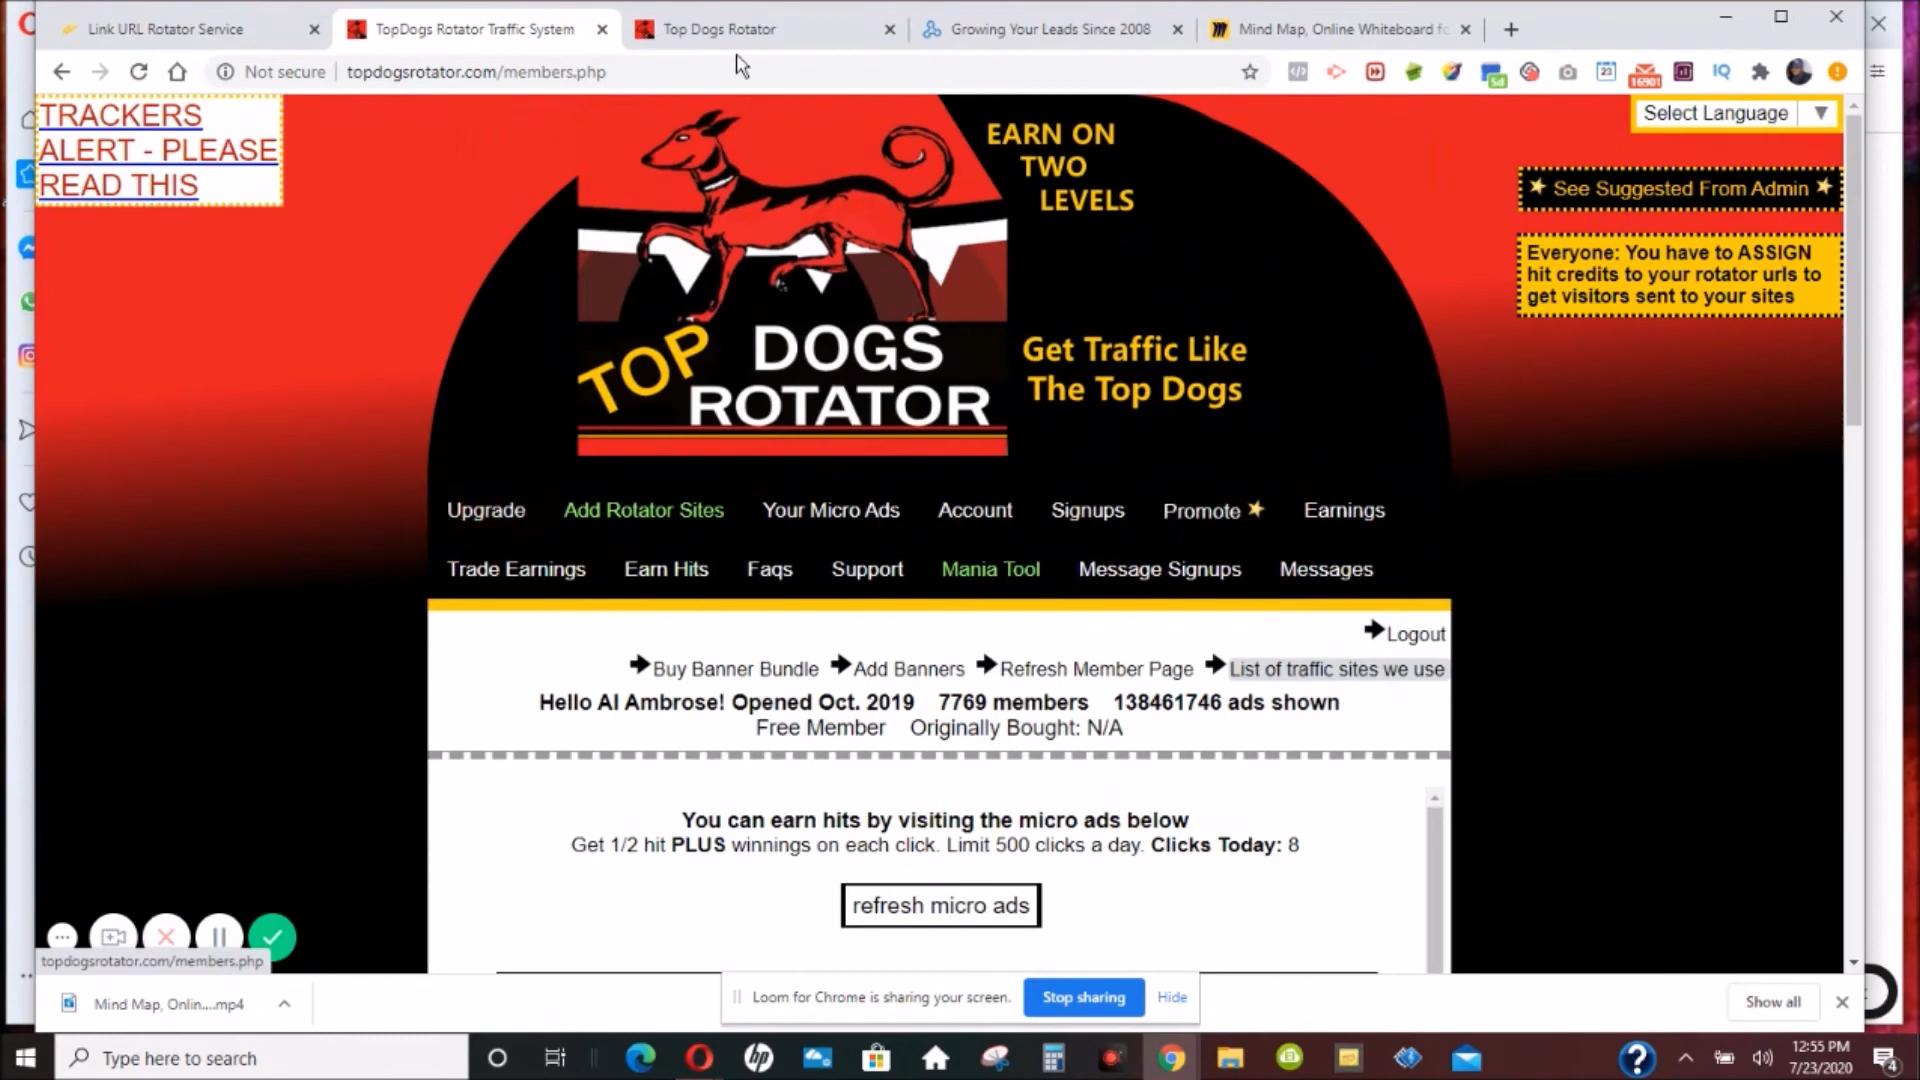 Link URL Rotator Service
TopDogs Rotator Traffic System
Top Dogs Rotator
Growing Your Leads Since 2008
Mind Map, Online Whiteboard fo
Not secure
topdogsrotator.com/members.php
5d
23
16901
IQ
TRACKERS
ALERT - PLEASE
READ THIS
EARN ON
TWO
LEVELS
Select Language ▼
See Suggested From Admin
Everyone: You have to ASSIGN
hit credits to your rotator urls to
get visitors sent to your sites
TOP DOGS
ROTATOR
Get Traffic Like
The Top Dogs
Upgrade Add Rotator Sites Your Micro Ads Account Signups Promote Earnings
Trade Earnings Earn Hits Faqs Support Mania Tool Message Signups Messages
Logout
Buy Banner Bundle Add Banners Refresh Member Page List of traffic sites we use
Hello Al Ambrose! Opened Oct. 2019 7769 members 138461746 ads shown
Free Member Originally Bought: N/A
You can earn hits by visiting the micro ads below
Get 1/2 hit PLUS winnings on each click. Limit 500 clicks a day. Clicks Today: 8
refresh micro ads
topdogsrotator.com/members.php
Mind Map, Onlin....mp4
Loom for Chrome is sharing your screen.
Stop sharing
Hide
Show all
Type here to search
hp
12:55 PM
7/23/2020
4